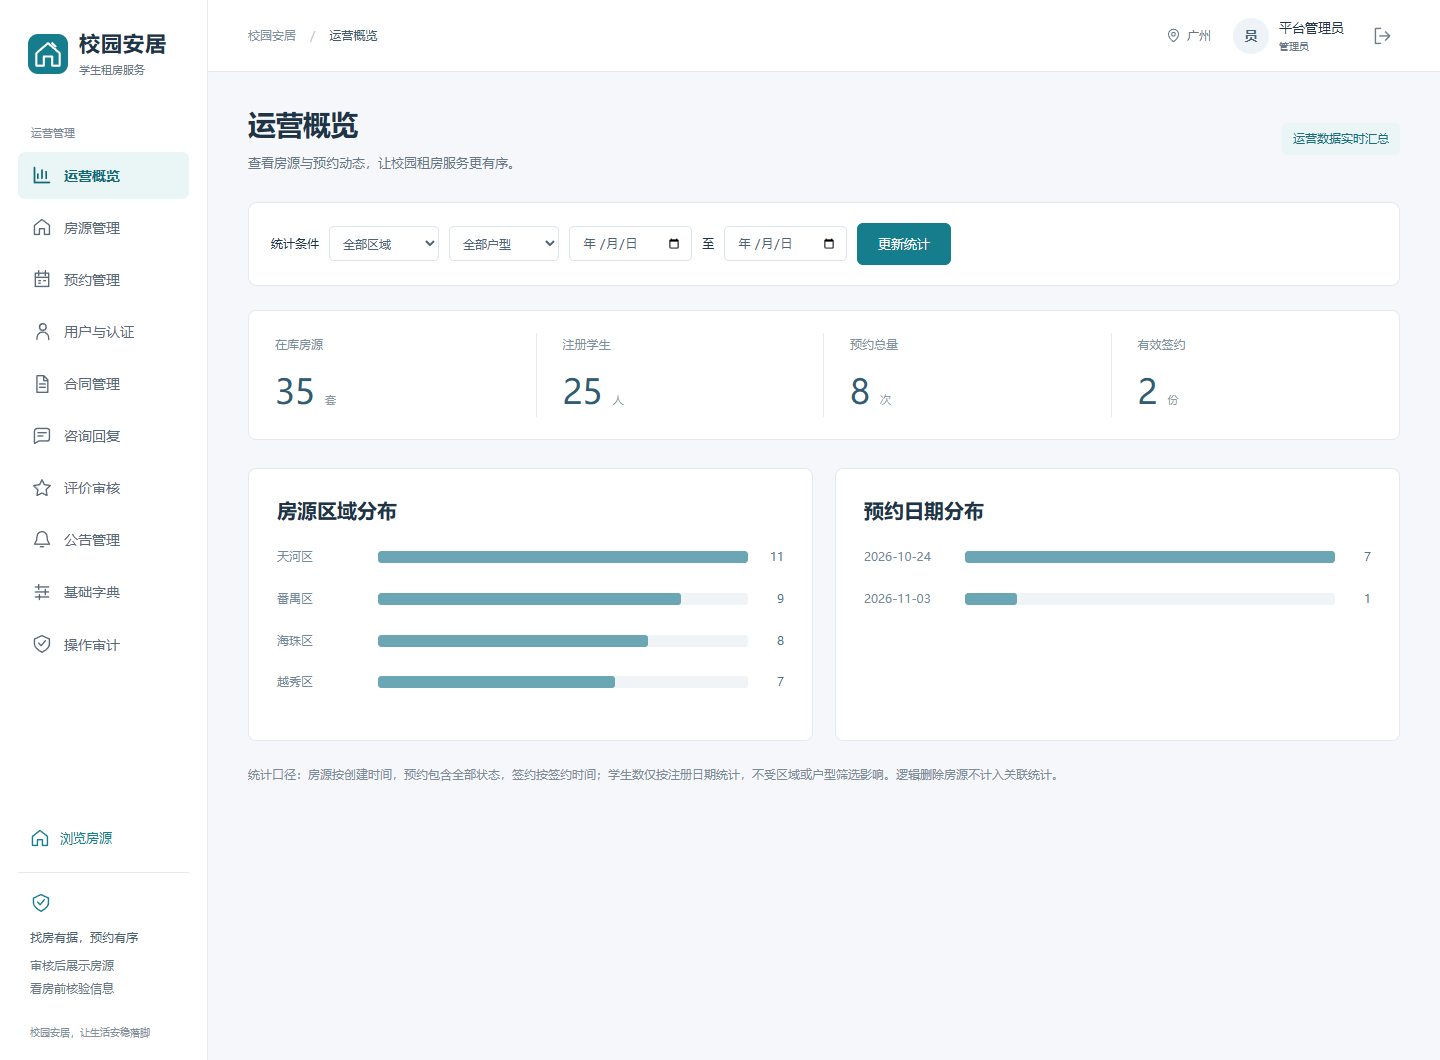 校园安居
学生租房服务
运营管理
运营概览
房源管理
预约管理
用户与认证
合同管理
咨询回复
评价审核
公告管理
基础字典
操作审计
浏览房源
找房有据，预约有序
审核后展示房源
看房前核验信息
校园安居，让生活安稳落脚
校园安居 / 运营概览
广州
员
平台管理员
管理员
运营概览
查看房源与预约动态，让校园租房服务更有序。
运营数据实时汇总
统计条件 全部区域 全部户型 年 /月/日 至 年 /月/日 更新统计
在库房源
35 套
注册学生
25 人
预约总量
8 次
有效签约
2 份
房源区域分布
天河区 11
番禺区 9
海珠区 8
越秀区 7
预约日期分布
2026-10-24 7
2026-11-03 1
统计口径：房源按创建时间，预约包含全部状态，签约按签约时间；学生数仅按注册日期统计，不受区域或户型筛选影响。逻辑删除房源不计入关联统计。